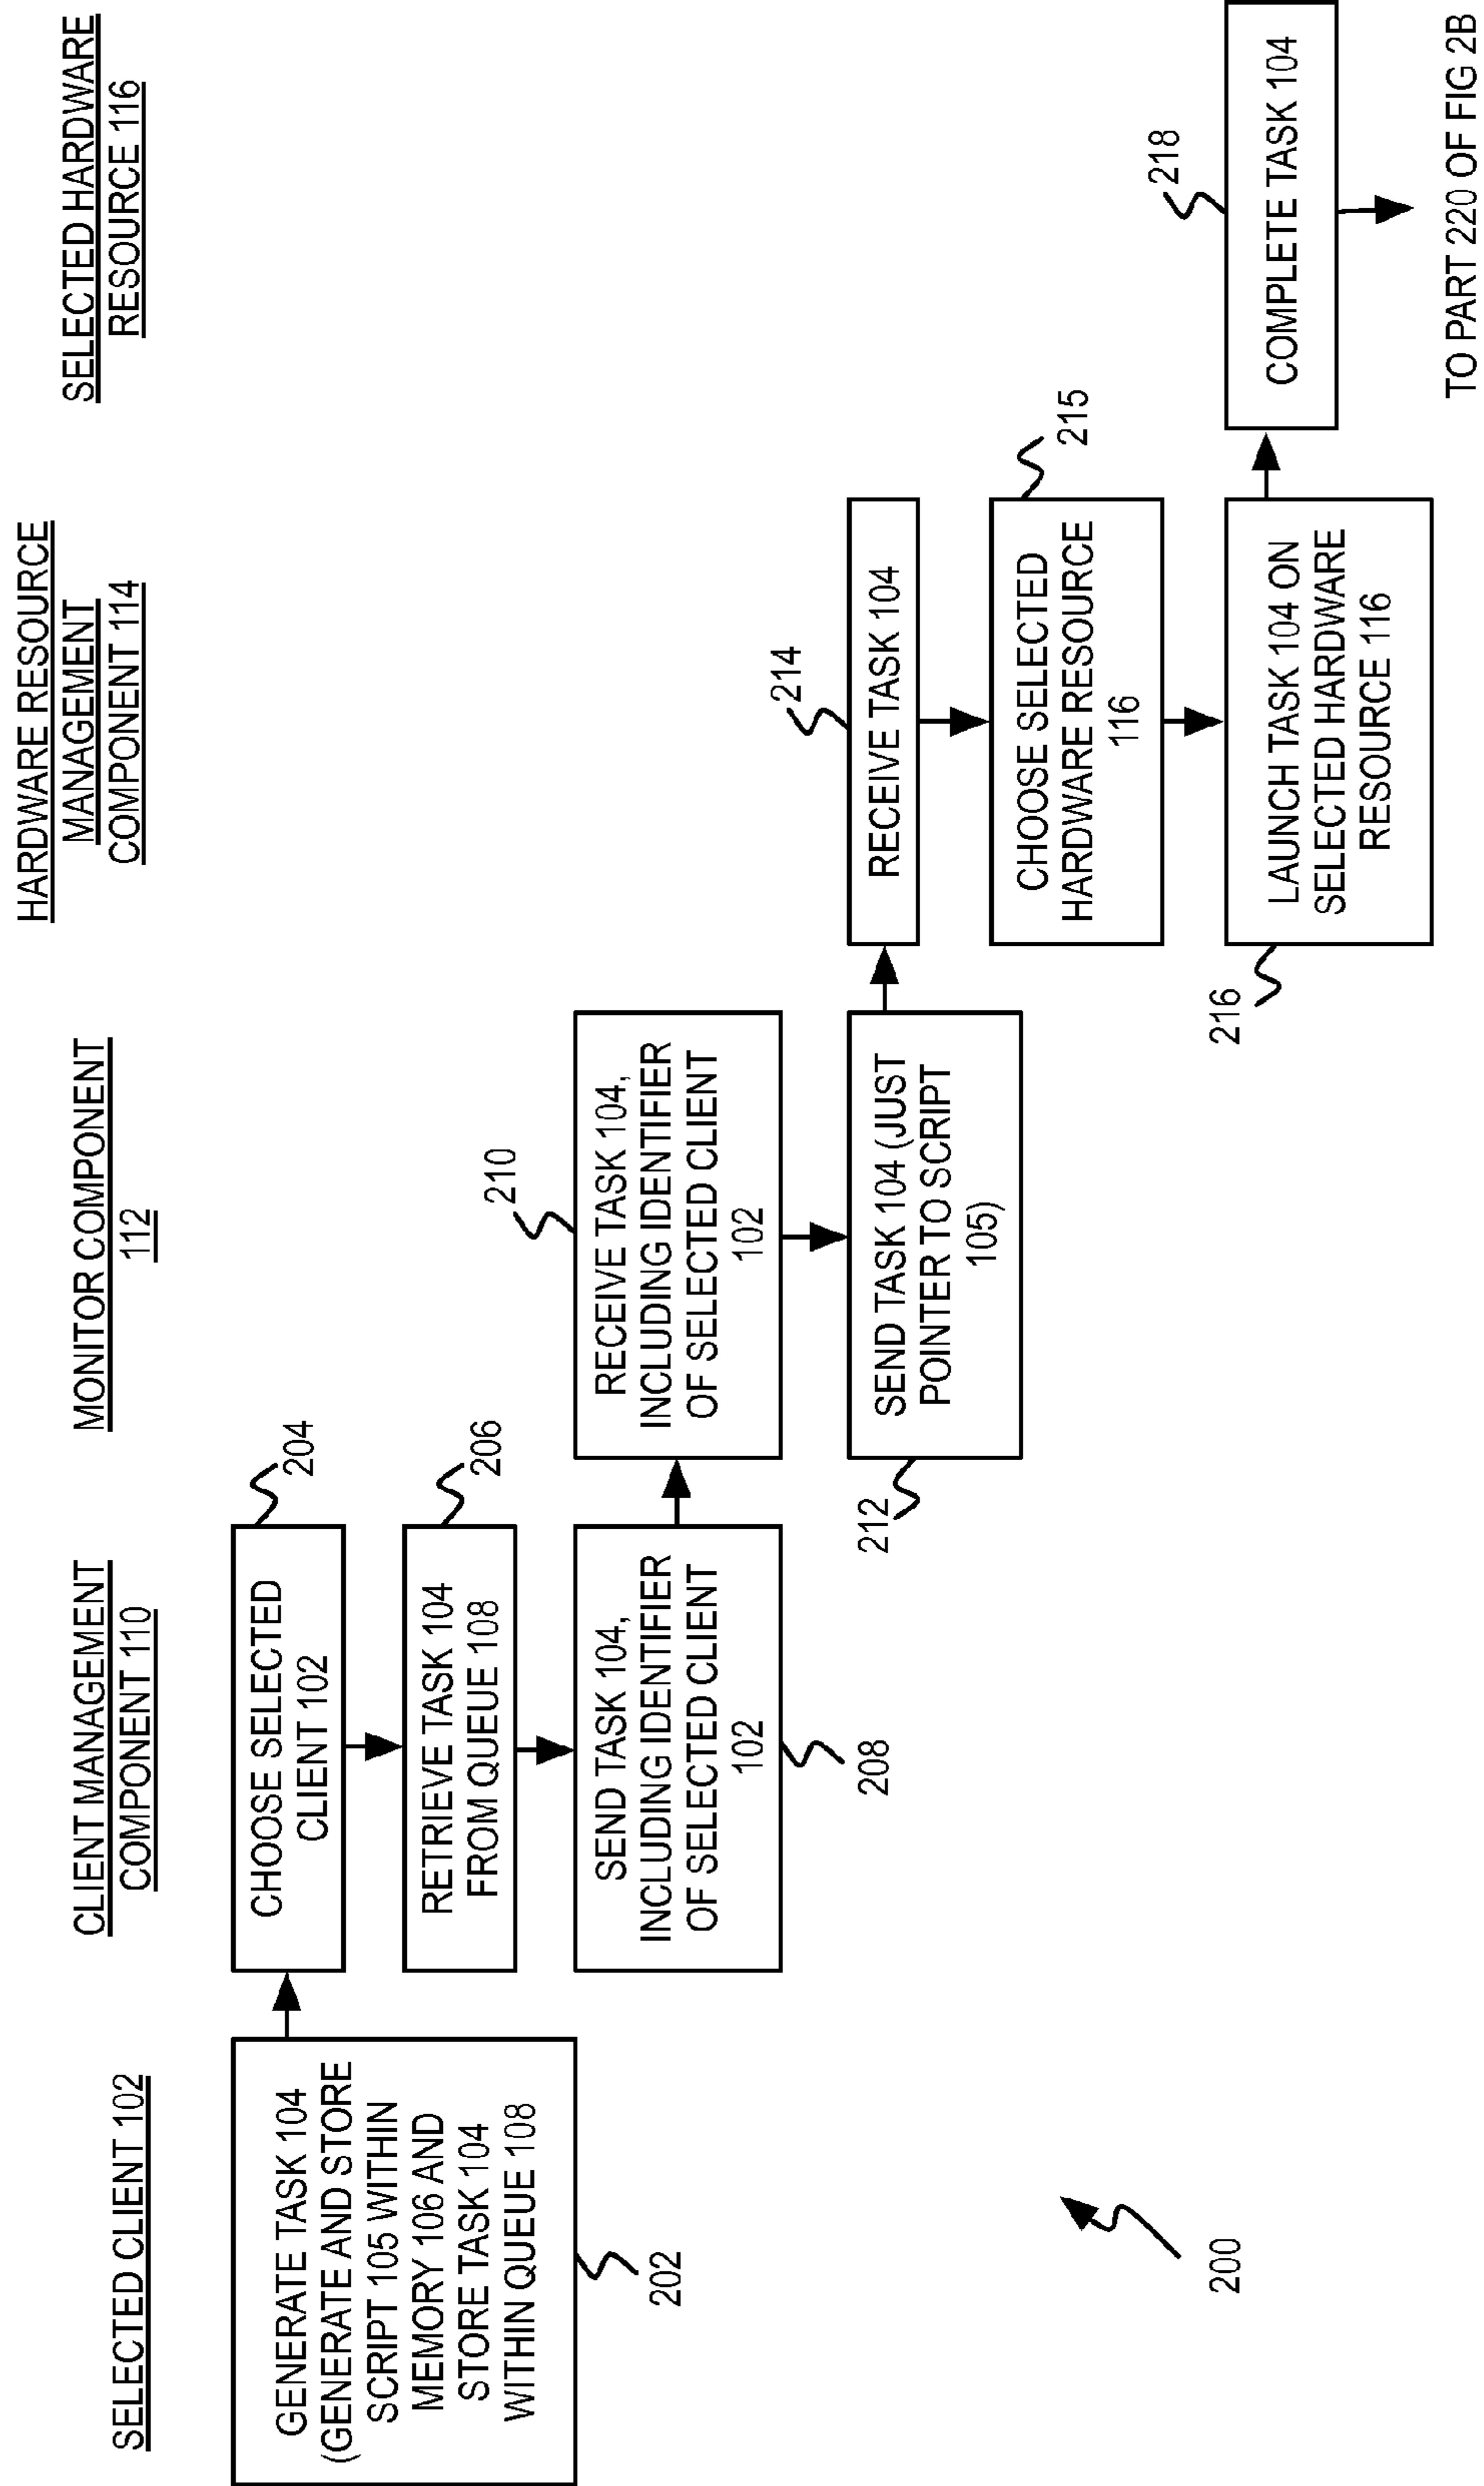 SELECTED CLIENT 102
CLIENT MANAGEMENT
COMPONENT 110
MONITOR COMPONENT
112
HARDWARE RESOURCE
MANAGEMENT
COMPONENT 114
SELECTED HARDWARE
RESOURCE 116
GENERATE TASK 104
(GENERATE AND STORE
SCRIPT 105 WITHIN
MEMORY 106 AND
STORE TASK 104
WITHIN QUEUE 108
202
CHOOSE SELECTED
CLIENT 102
204
RETRIEVE TASK 104
FROM QUEUE 108
206
SEND TASK 104,
INCLUDING IDENTIFIER
OF SELECTED CLIENT
102
208
RECEIVE TASK 104,
INCLUDING IDENTIFIER
OF SELECTED CLIENT
102
210
SEND TASK 104 (JUST
POINTER TO SCRIPT
105)
212
RECEIVE TASK 104
214
CHOOSE SELECTED
HARDWARE RESOURCE
116
215
LAUNCH TASK 104 ON
SELECTED HARDWARE
RESOURCE 116
216
COMPLETE TASK 104
218
TO PART 220 OF FIG 2B
200